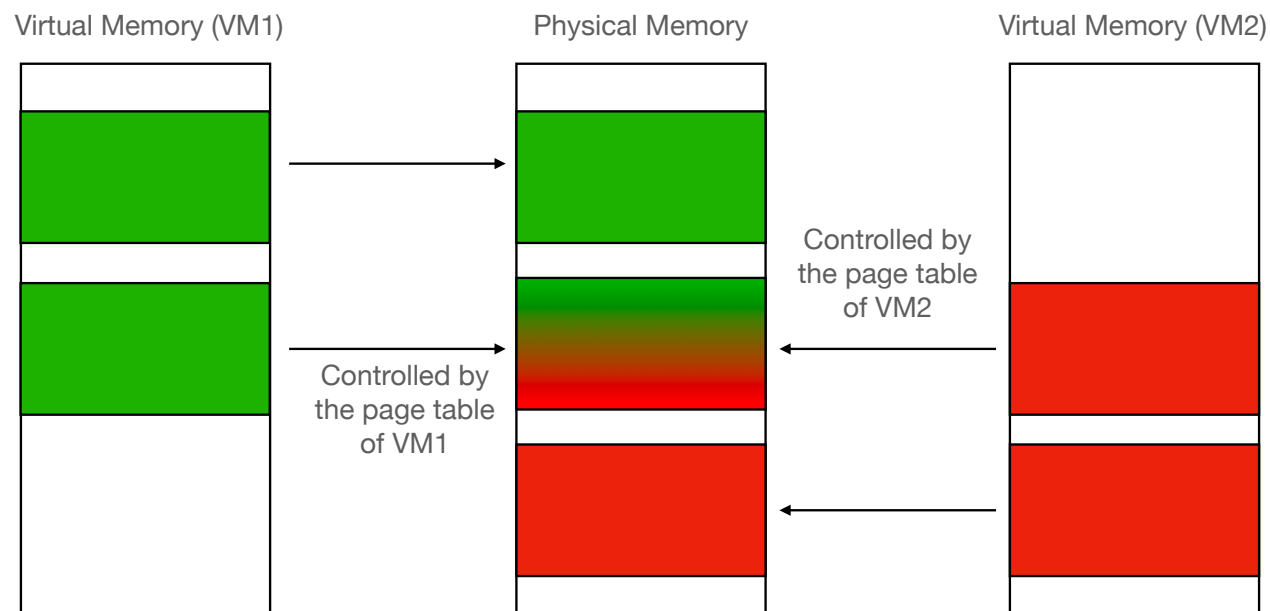 Virtual Memory (VM1)
Physical Memory
Virtual Memory (VM2)
Controlled by
the page table
of VM2
Controlled by
the page table
of VM1